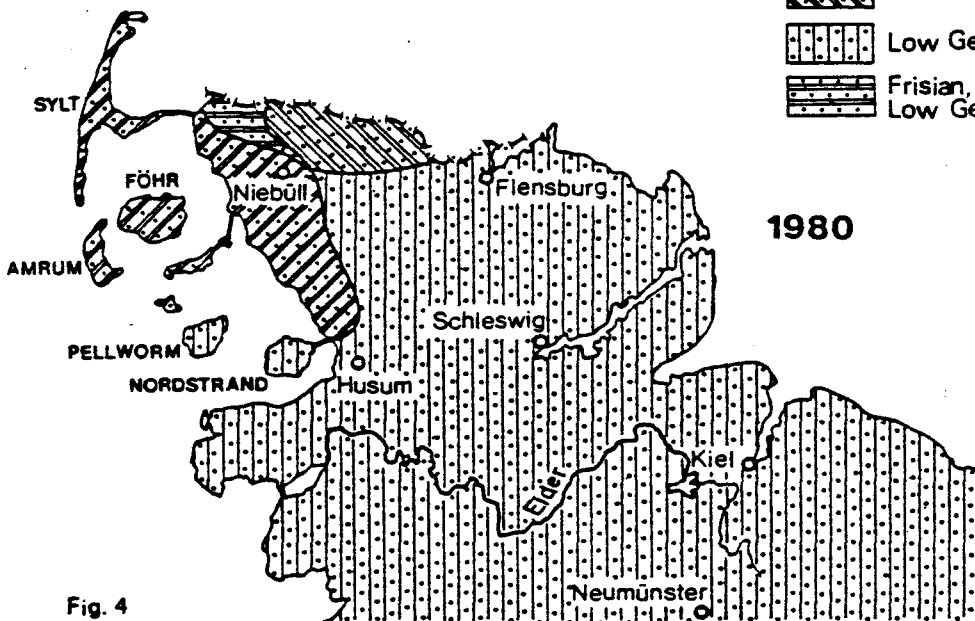 Low Ge
Frisian,
Low Ge
1980
SYLT
FÖHR
Niebüll
Flensburg
AMRUM
Schleswig
PELLWORM
NORDSTRAND
Husum
Kiel
Eider
Neumünster
Fig. 4